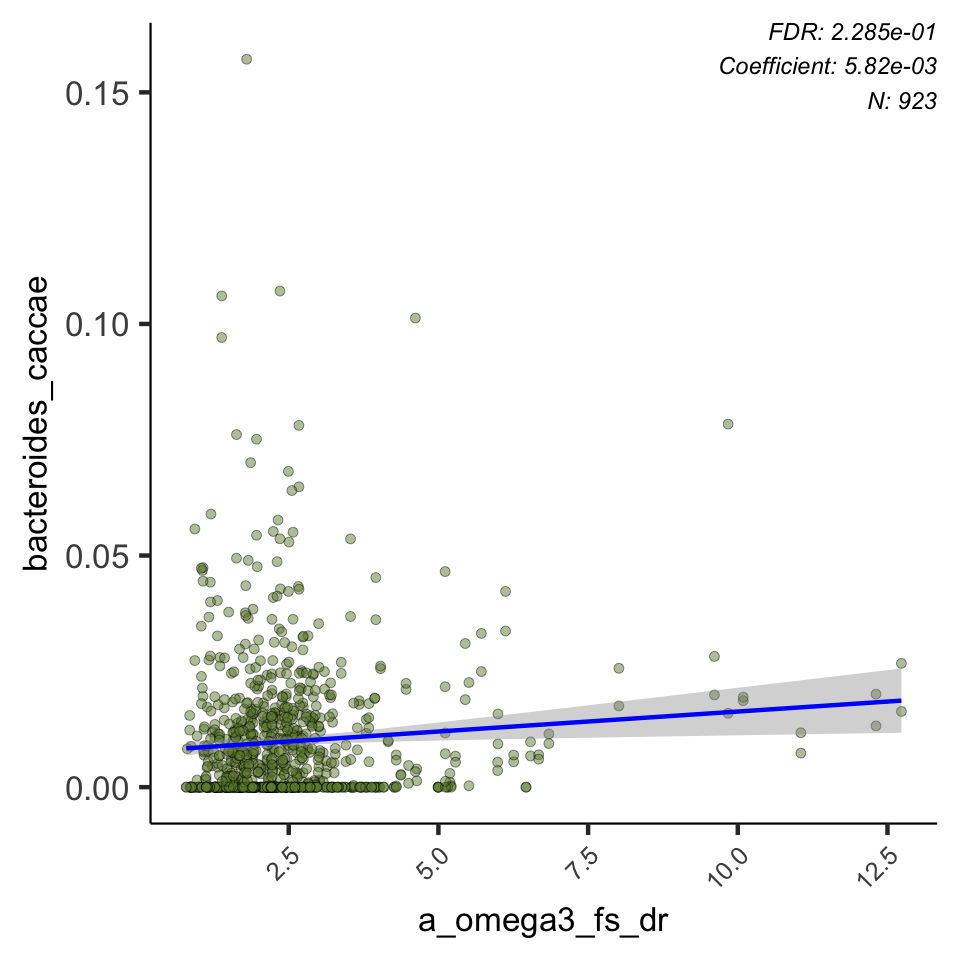 FDR: 2.285e-01
Coefficient: 5.82e-03
N: 923
0.15
0.10
0.05
0.00
bacteroides_caccae
2.5
5.0
7.5
10.0
12.5
a_omega3_fs_dr